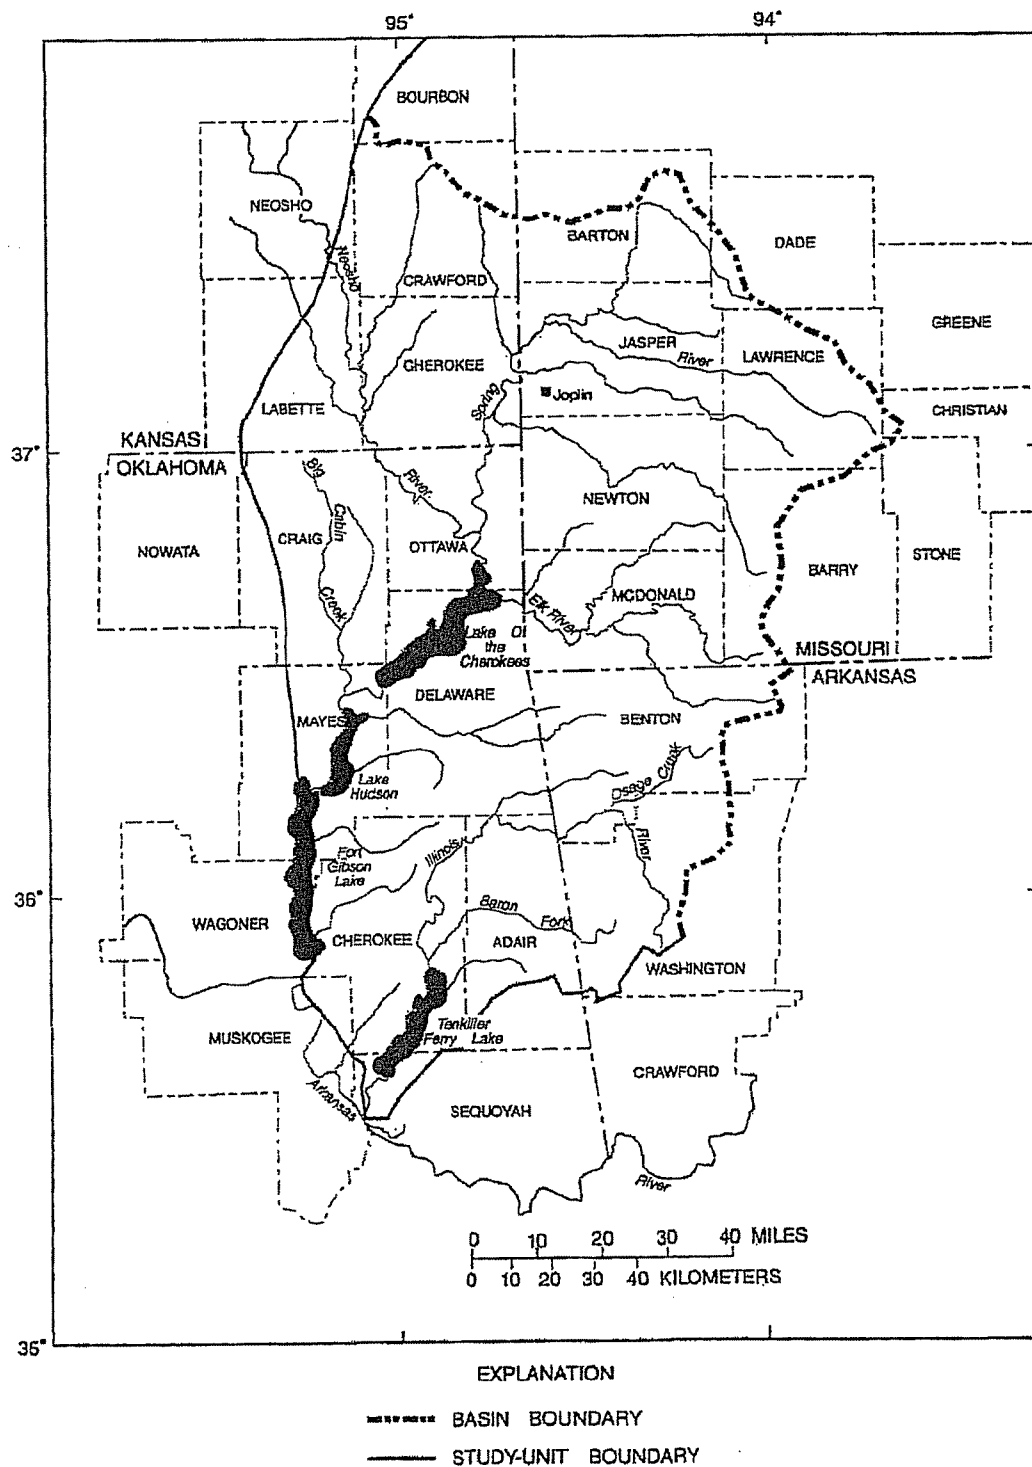 95°
94°
BOURBON
NEOSHO
Neosho
BARTON
DADE
CRAWFORD
GREENE
JASPER
River
LAWRENCE
CHEROKEE
Spring
Joplin
LABETTE
CHRISTIAN
KANSAS
37°
OKLAHOMA
Big
Cabin
Creek
River
NEWTON
NOWATA
CRAIG
OTTAWA
STONE
BARRY
MCDONALD
Elk River
Lake Of
the
Cherokees
MISSOURI
ARKANSAS
DELAWARE
MAYES
BENTON
Lake
Hudson
Osage Creek
Illinois
River
Fort
Gibson
Lake
36°
Baron
Fork
WAGONER
CHEROKEE
ADAIR
WASHINGTON
Tenkiller
Ferry Lake
MUSKOGEE
CRAWFORD
Arkansas
SEQUOYAH
River
0 10 20 30 40 MILES
0 10 20 30 40 KILOMETERS
35°
EXPLANATION
BASIN BOUNDARY
STUDY-UNIT BOUNDARY